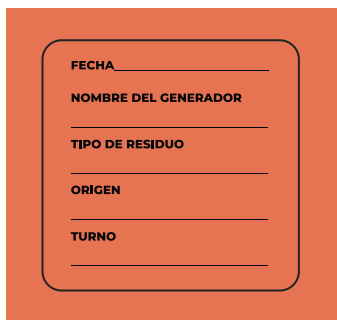 FECHA
NOMBRE DEL GENERADOR
TIPO DE RESIDUO
ORIGEN
TURNO